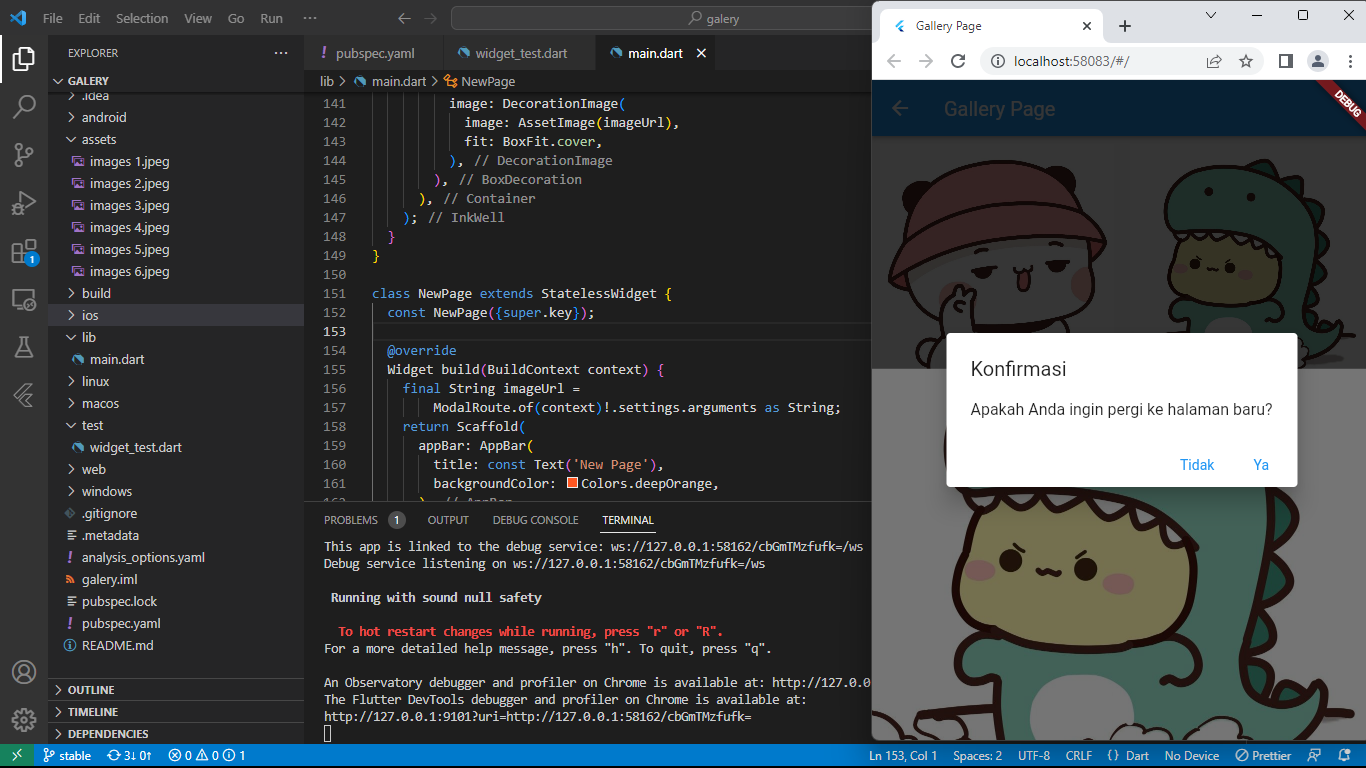 File Edit Selection View Go Run ···
galery
EXPLORER
GALERY
.idea
android
assets
images 1.jpeg
images 2.jpeg
images 3.jpeg
images 4.jpeg
images 5.jpeg
images 6.jpeg
build
ios
lib
main.dart
linux
macos
test
widget_test.dart
web
windows
.gitignore
.metadata
analysis_options.yaml
galery.iml
pubspec.lock
pubspec.yaml
README.md
OUTLINE
TIMELINE
DEPENDENCIES
1
pubspec.yaml widget_test.dart main.dart
lib > main.dart > NewPage
141 image: DecorationImage(
142 image: AssetImage(imageUrl),
143 fit: BoxFit.cover,
144 ), // DecorationImage
145 ), // BoxDecoration
146 ), // Container
147 ); // InkWell
148 }
149 }
150
151 class NewPage extends StatelessWidget {
152 const NewPage({super.key});
153
154 @override
155 Widget build(BuildContext context) {
156 final String imageUrl =
157 ModalRoute.of(context)!.settings.arguments as String;
158 return Scaffold(
159 appBar: AppBar(
160 title: const Text('New Page'),
161 backgroundColor: Colors.deepOrange,
162 ), // AppBar
PROBLEMS 1 OUTPUT DEBUG CONSOLE TERMINAL
This app is linked to the debug service: ws://127.0.0.1:58162/cbGmTMzfufk=/ws
Debug service listening on ws://127.0.0.1:58162/cbGmTMzfufk=/ws
Running with sound null safety
To hot restart changes while running, press "r" or "R".
For a more detailed help message, press "h". To quit, press "q".
An Observatory debugger and profiler on Chrome is available at: http://127.0.0
The Flutter DevTools debugger and profiler on Chrome is available at:
http://127.0.0.1:9101?uri=http://127.0.0.1:58162/cbGmTMzfufk=
Gallery Page
localhost:58083/#/
Gallery Page
DEBUG
Konfirmasi
Apakah Anda ingin pergi ke halaman baru?
Tidak Ya
stable 3↓ 0↑ 0 0 1 Ln 153, Col 1 Spaces: 2 UTF-8 CRLF {} Dart No Device Prettier